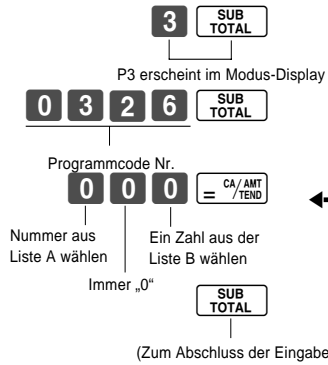 3 SUB TOTAL
P3 erscheint im Modus-Display
0 3 2 6 SUB TOTAL
Programmcode Nr.
0 0 0 = CA/AMT /TEND
Nummer aus Liste A wählen
Ein Zahl aus der Liste B wählen
Immer „0“
SUB TOTAL
(Zum Abschluss der Eingabe